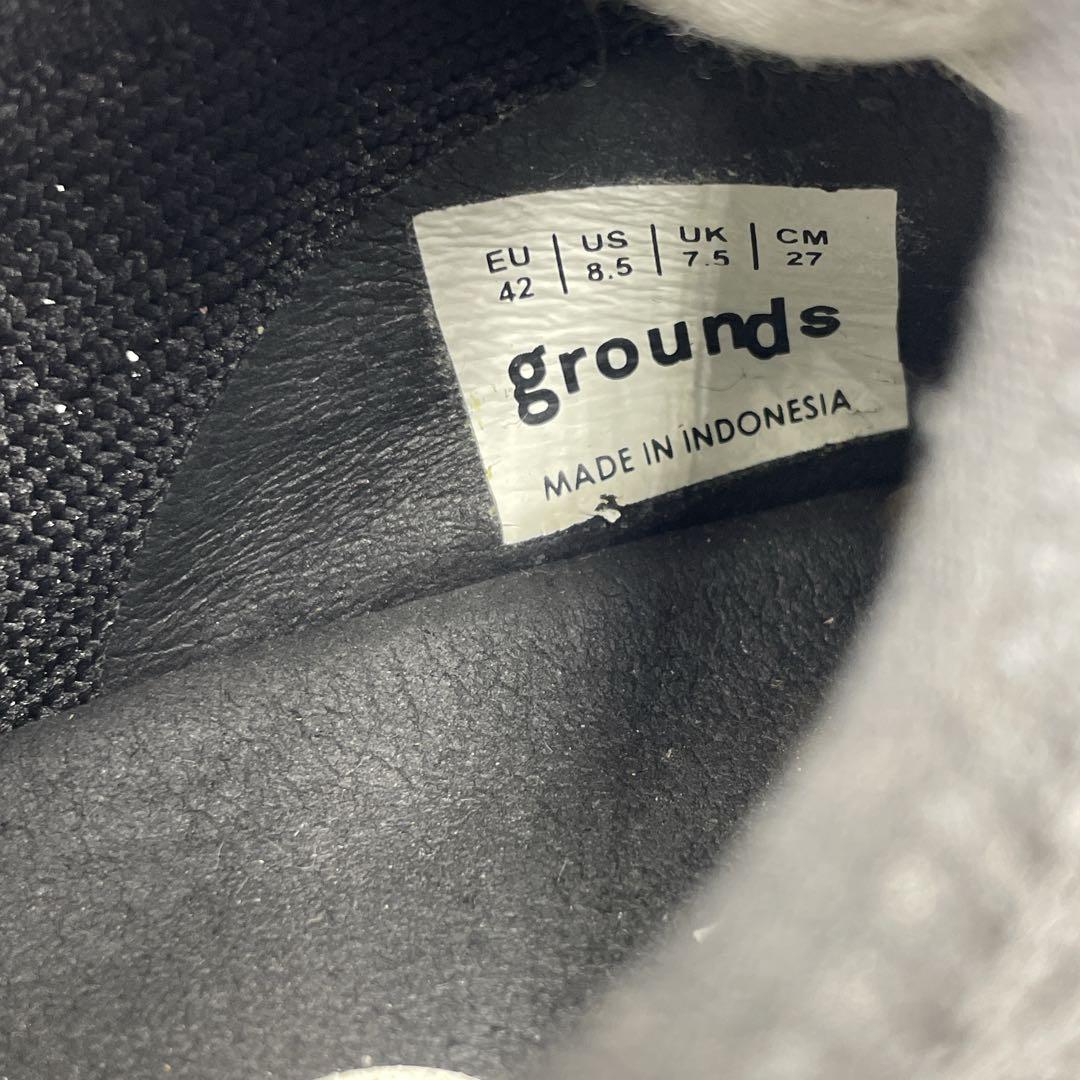 EU | US | UK | CM
42 | 8.5 | 7.5 | 27
grounds
MADE IN INDONESIA